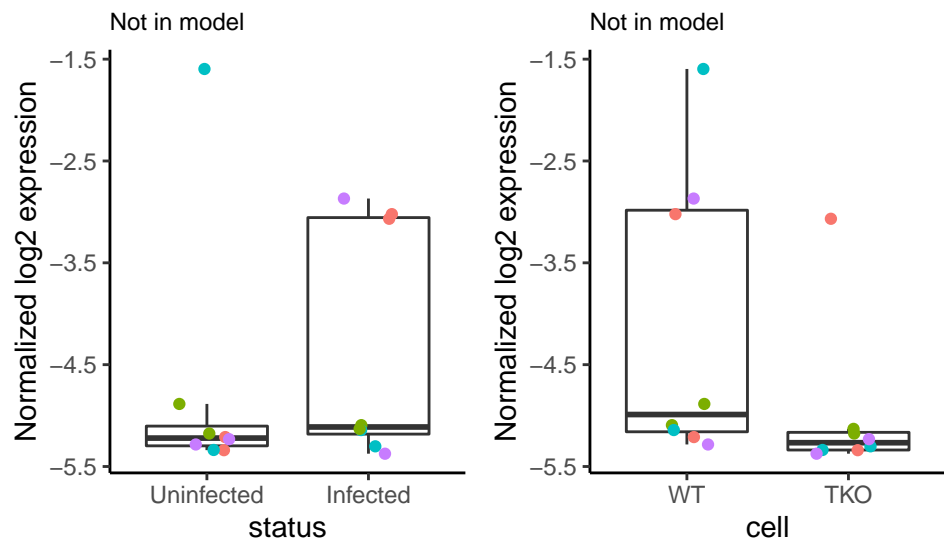 Not in model
Normalized log2 expression
−1.5
−2.5
−3.5
−4.5
−5.5
Uninfected
Infected
status
Not in model
Normalized log2 expression
−1.5
−2.5
−3.5
−4.5
−5.5
WT
TKO
cell